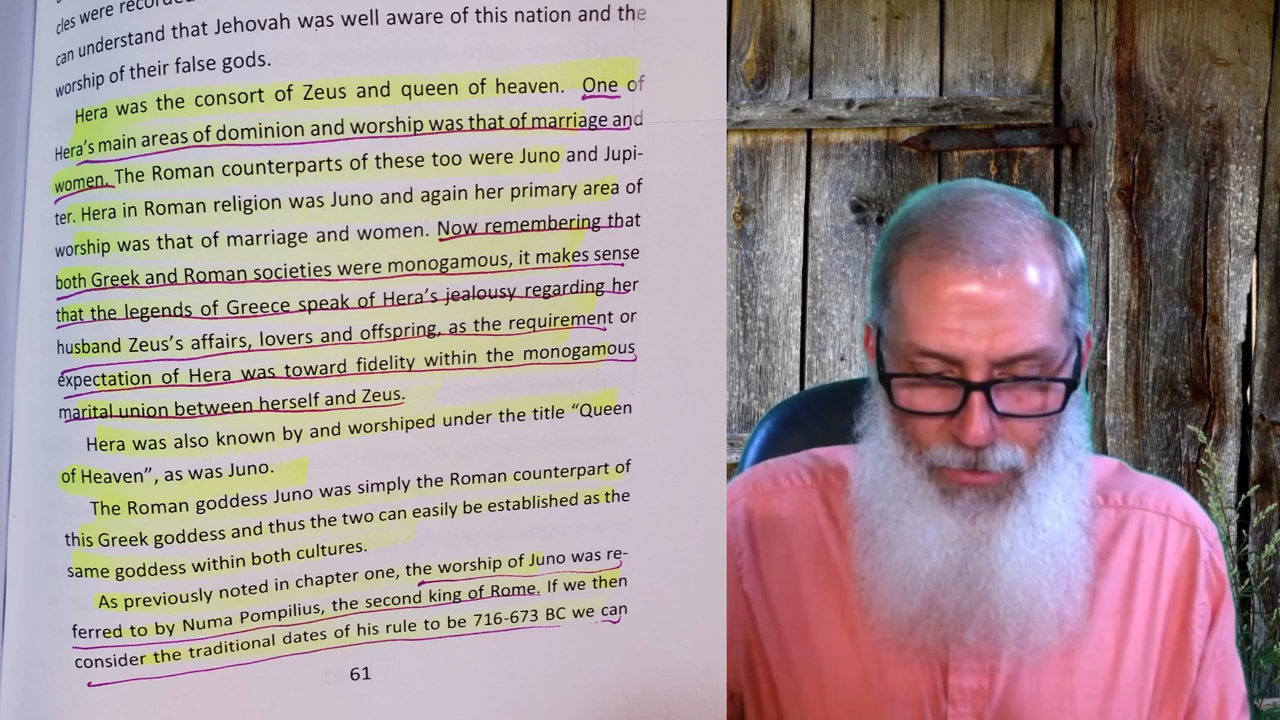 cles were recorded
can understand that Jehovah was well aware of this nation and the
worship of their false gods.
Hera was the consort of Zeus and queen of heaven. One of
Hera's main areas of dominion and worship was that of marriage and
women. The Roman counterparts of these too were Juno and Jupi-
ter. Hera in Roman religion was Juno and again her primary area of
worship was that of marriage and women. Now remembering that
both Greek and Roman societies were monogamous, it makes sense
that the legends of Greece speak of Hera's jealousy regarding her
husband Zeus's affairs, lovers and offspring, as the requirement or
expectation of Hera was toward fidelity within the monogamous
marital union between herself and Zeus.
Hera was also known by and worshiped under the title "Queen
of Heaven", as was Juno.
The Roman goddess Juno was simply the Roman counterpart of
this Greek goddess and thus the two can easily be established as the
same goddess within both cultures.
As previously noted in chapter one, the worship of Juno was re-
ferred to by Numa Pompilius, the second king of Rome. If we then
consider the traditional dates of his rule to be 716-673 BC we can
61